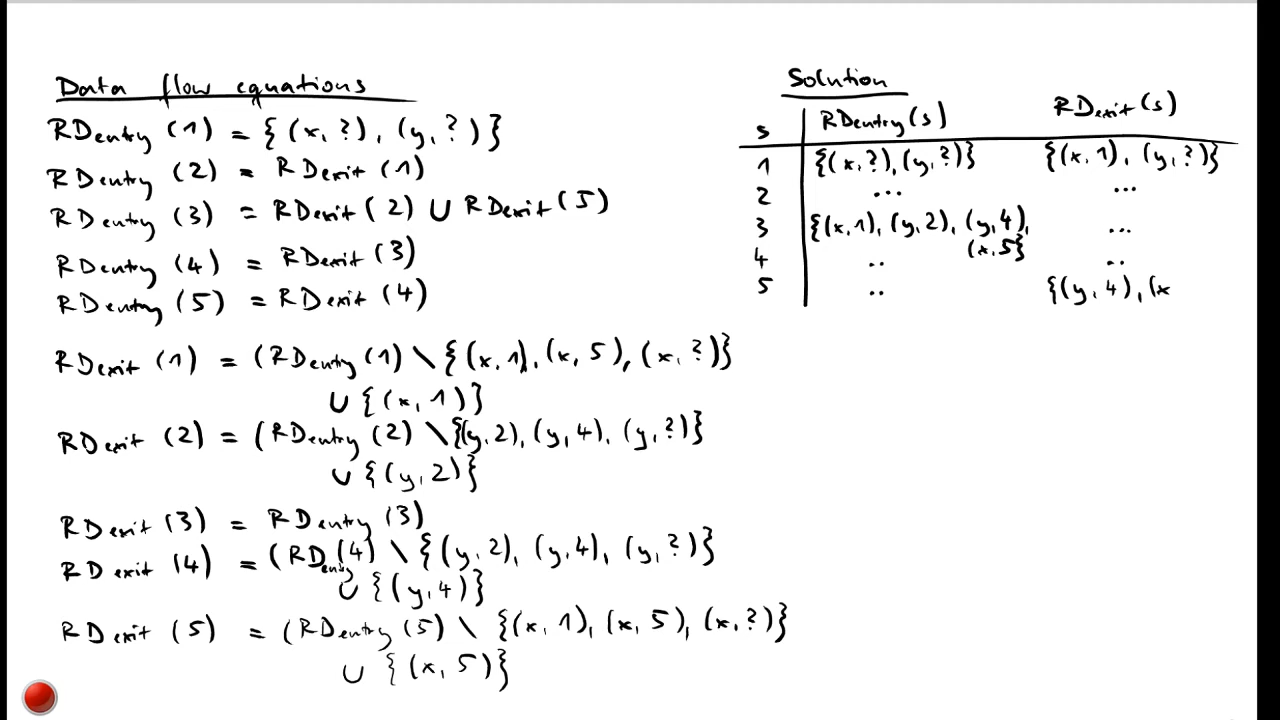 Data flow equations
RDentry (1) = {(x,?), (y,?)}
RDentry (2) = RDexit (1)
RDentry (3) = RDexit (2) ∪ RDexit (5)
RDentry (4) = RDexit (3)
RDentry (5) = RDexit (4)
RDexit (1) = (RDentry (1) \ {(x,1), (x,5), (x,?)}
∪ {(x,1)}
RDexit (2) = (RDentry (2) \ {(y,2), (y,4), (y,?)}
∪ {(y,2)}
RDexit (3) = RDentry (3)
RDexit (4) = (RDentry (4) \ {(y,2), (y,4), (y,?)}
∪ {(y,4)}
RDexit (5) = (RDentry (5) \ {(x,1), (x,5), (x,?)}
∪ {(x,5)}
Solution
s RDentry(s) RDexit(s)
1 {(x,?),(y,?)} {(x,1), (y,?)}
2 ... ...
3 {(x,1), (y,2), (y,4), ...
(x,5}
4 .. ..
5 .. {(y,4), (x